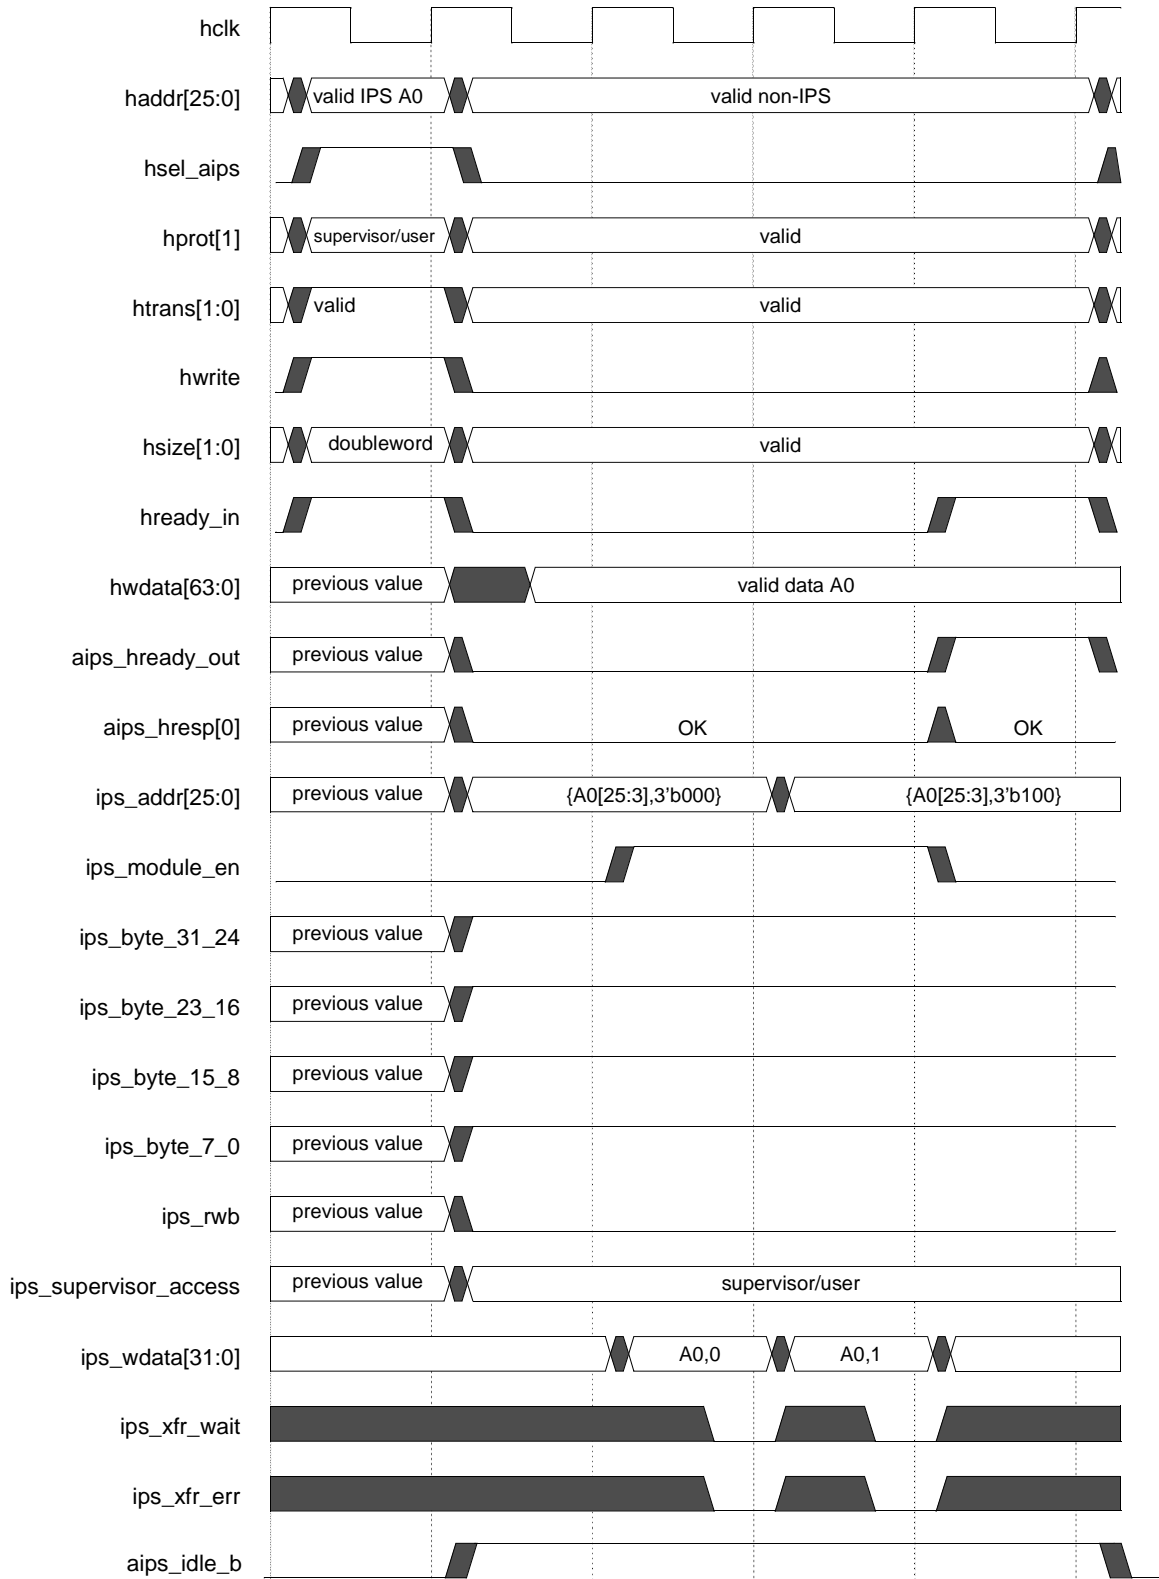 hclk
haddr[25:0] valid IPS A0 valid non-IPS
hsel_aips
hprot[1] supervisor/user valid
htrans[1:0] valid valid
hwrite
hsize[1:0] doubleword valid
hready_in
hwdata[63:0] previous value valid data A0
aips_hready_out previous value
aips_hresp[0] previous value OK OK
ips_addr[25:0] previous value {A0[25:3],3’b000} {A0[25:3],3’b100}
ips_module_en
ips_byte_31_24 previous value
ips_byte_23_16 previous value
ips_byte_15_8 previous value
ips_byte_7_0 previous value
ips_rwb previous value
ips_supervisor_access previous value supervisor/user
ips_wdata[31:0] A0,0 A0,1
ips_xfr_wait
ips_xfr_err
aips_idle_b